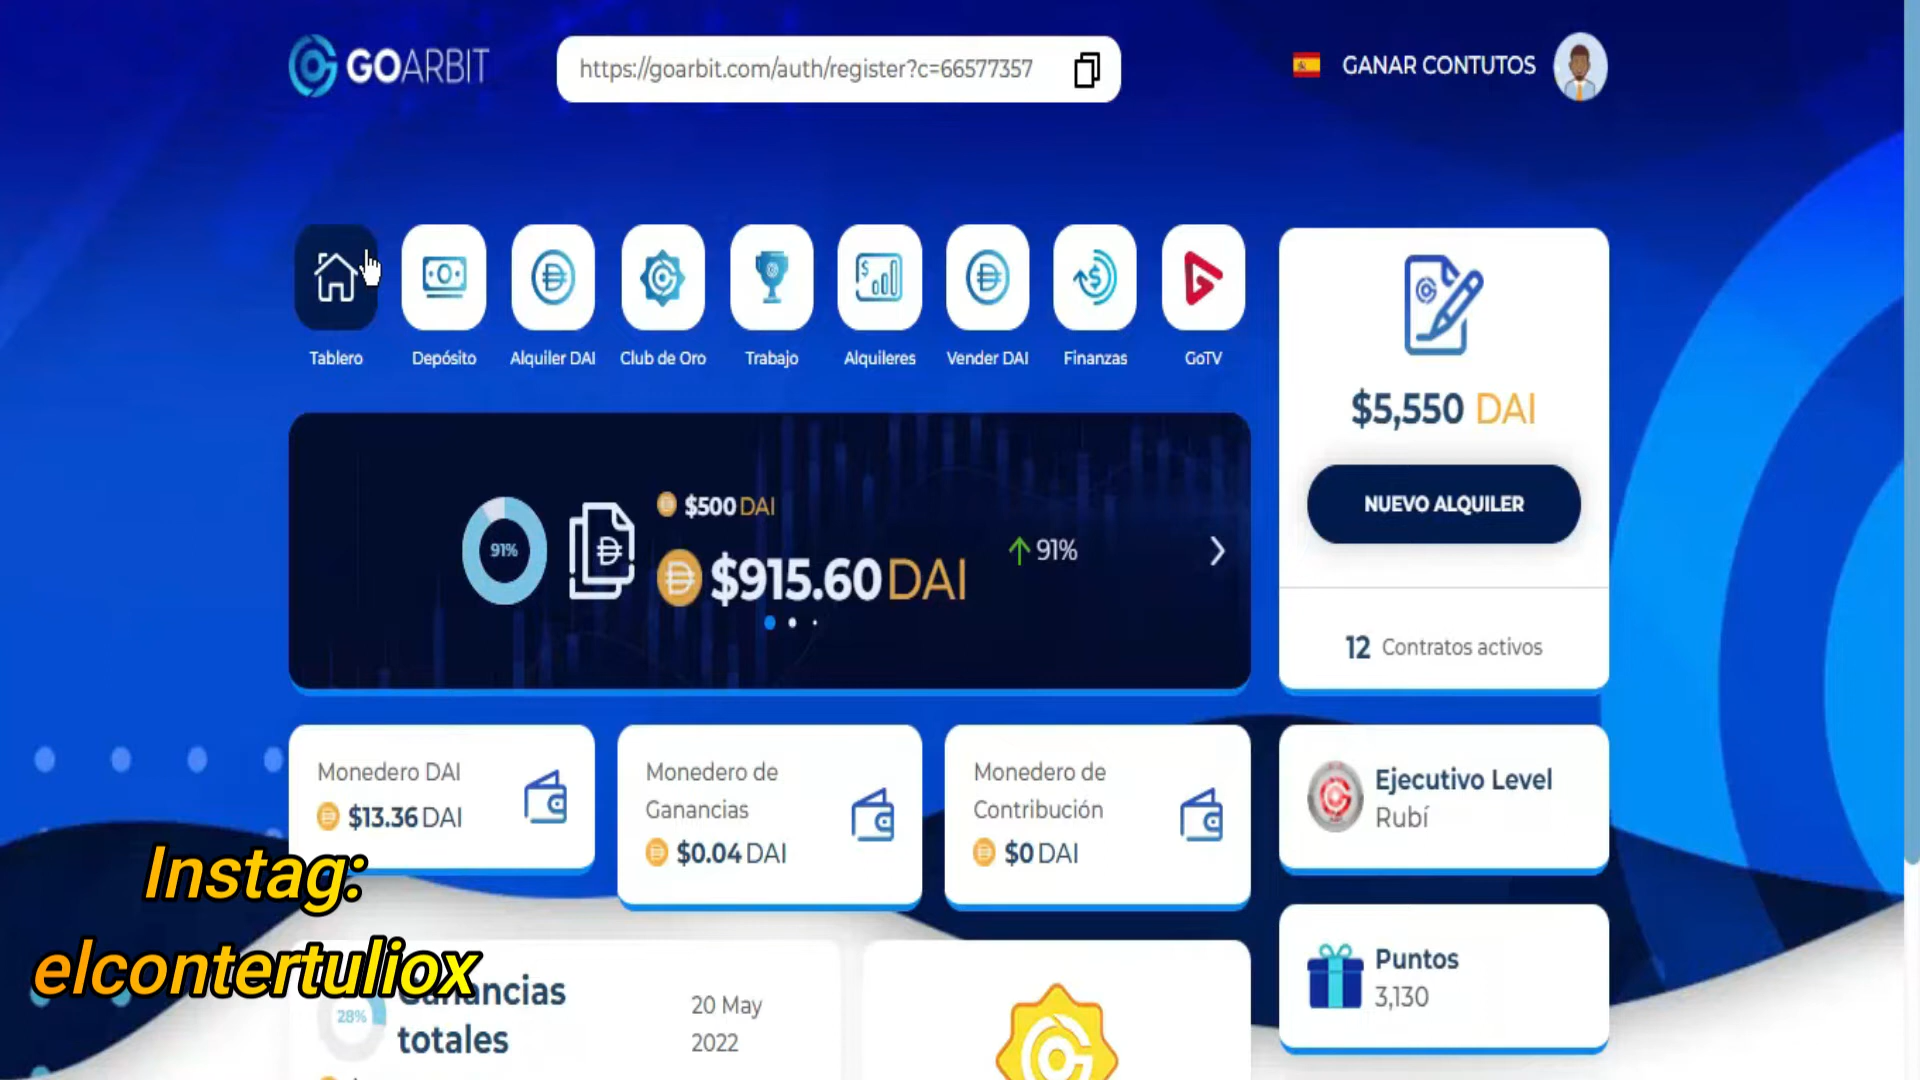 GOARBIT
https://goarbit.com/auth/register?c=66577357
GANAR CONTUTOS
Tablero
Depósito
Alquiler DAI
Club de Oro
Trabajo
Alquileres
Vender DAI
Finanzas
GoTV
$5,550 DAI
NUEVO ALQUILER
12 Contratos activos
91%
$500 DAI
$915.60 DAI
91%
Monedero DAI
$13.36 DAI
Monedero de
Ganancias
$0.04 DAI
Monedero de
Contribución
$0 DAI
Ejecutivo Level
Rubí
Puntos
3,130
Instag:
elcontertuliox
28%
Ganancias
totales
20 May
2022